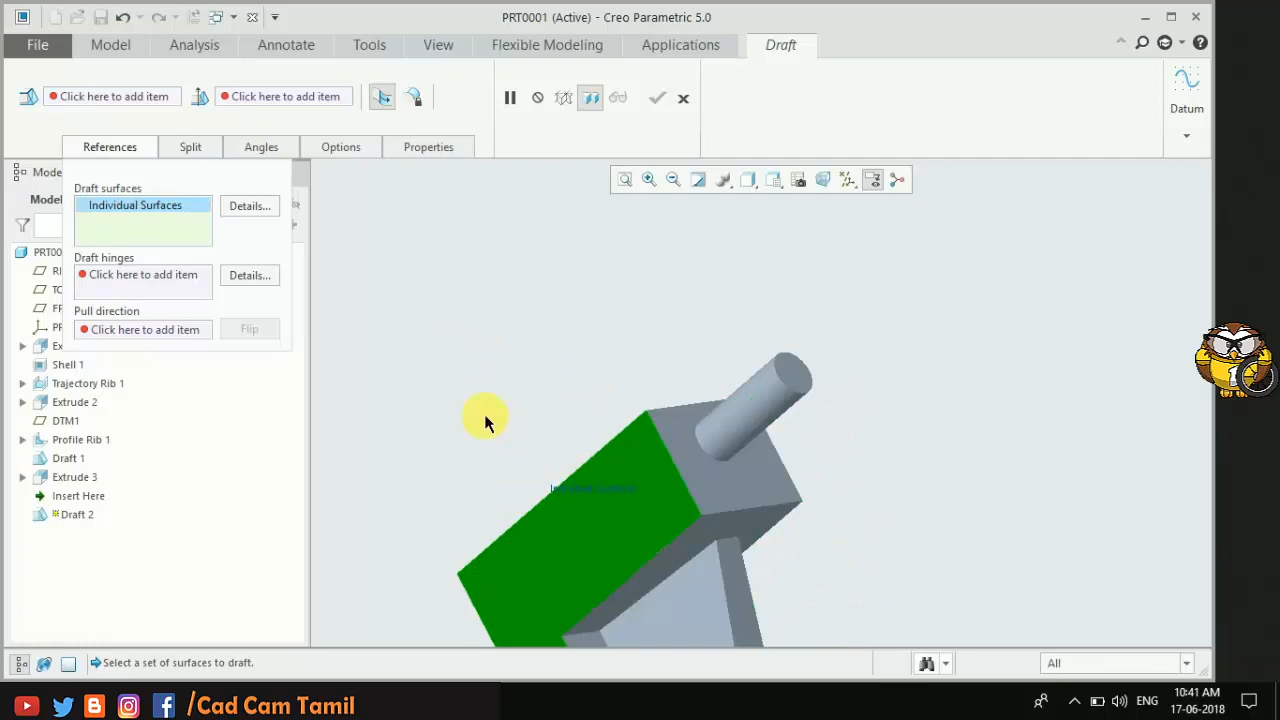 PRT0001 (Active) - Creo Parametric 5.0
File Model Analysis Annotate Tools View Flexible Modeling Applications Draft
Click here to add item Click here to add item
Datum
References Split Angles Options Properties
Mode
Draft surfaces
Model
Individual Surfaces Details...
PRT00
Draft hinges
Click here to add item Details...
Pull direction
Click here to add item Flip
Shell 1
Trajectory Rib 1
Extrude 2
DTM1
Profile Rib 1
Draft 1
Extrude 3
Insert Here
Draft 2
Select a set of surfaces to draft.
All
/Cad Cam Tamil
ENG
10:41 AM
17-06-2018